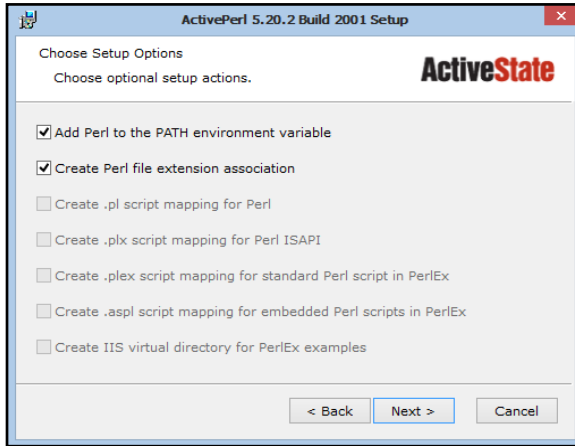 ActivePerl 5.20.2 Build 2001 Setup
Choose Setup Options
Choose optional setup actions.
ActiveState
Add Perl to the PATH environment variable
Create Perl file extension association
Create .pl script mapping for Perl
Create .plx script mapping for Perl ISAPI
Create .plex script mapping for standard Perl script in PerlEx
Create .aspl script mapping for embedded Perl scripts in PerlEx
Create IIS virtual directory for PerlEx examples
< Back
Next >
Cancel